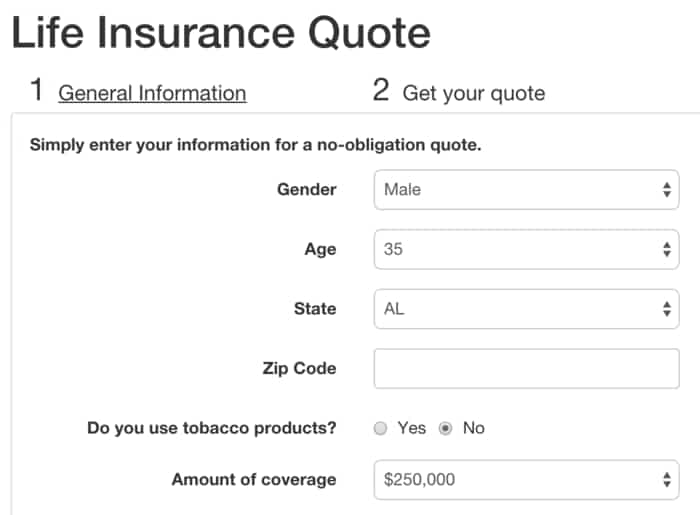 Life Insurance Quote
1 General Information 2 Get your quote
Simply enter your information for a no-obligation quote.
Gender Male
Age 35
State AL
Zip Code
Do you use tobacco products? Yes No
Amount of coverage $250,000